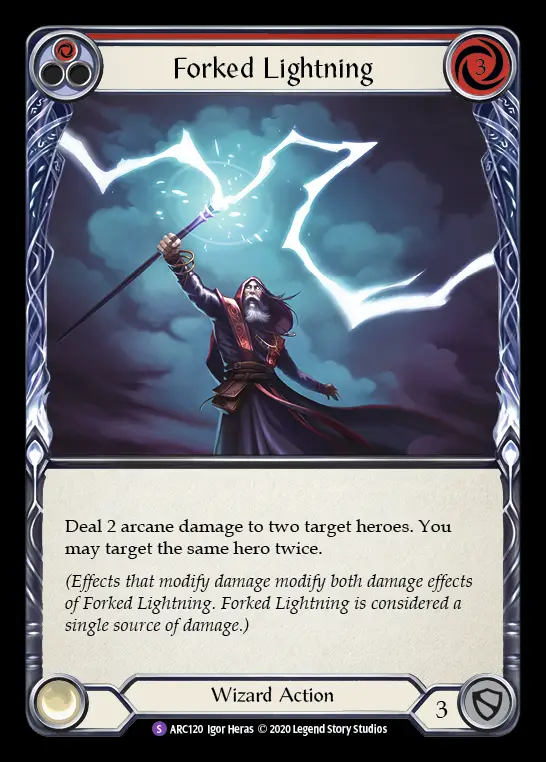 Forked Lightning
3
Deal 2 arcane damage to two target heroes. You
may target the same hero twice.
(Effects that modify damage modify both damage effects
of Forked Lightning. Forked Lightning is considered a
single source of damage.)
Wizard Action
3
S ARC120 Igor Heras © 2020 Legend Story Studios